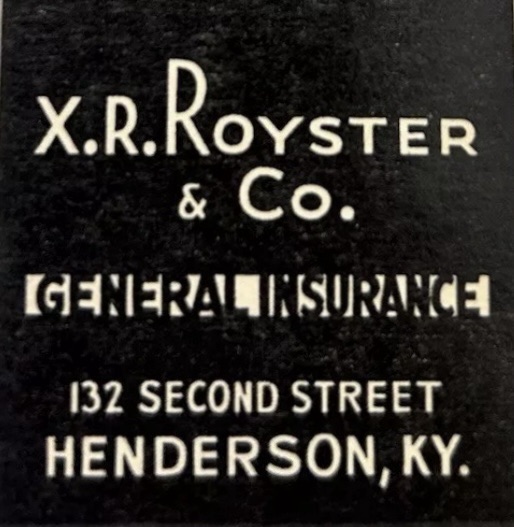 X.R.ROYSTER
& Co.
GENERAL INSURANCE
132 SECOND STREET
HENDERSON, KY.